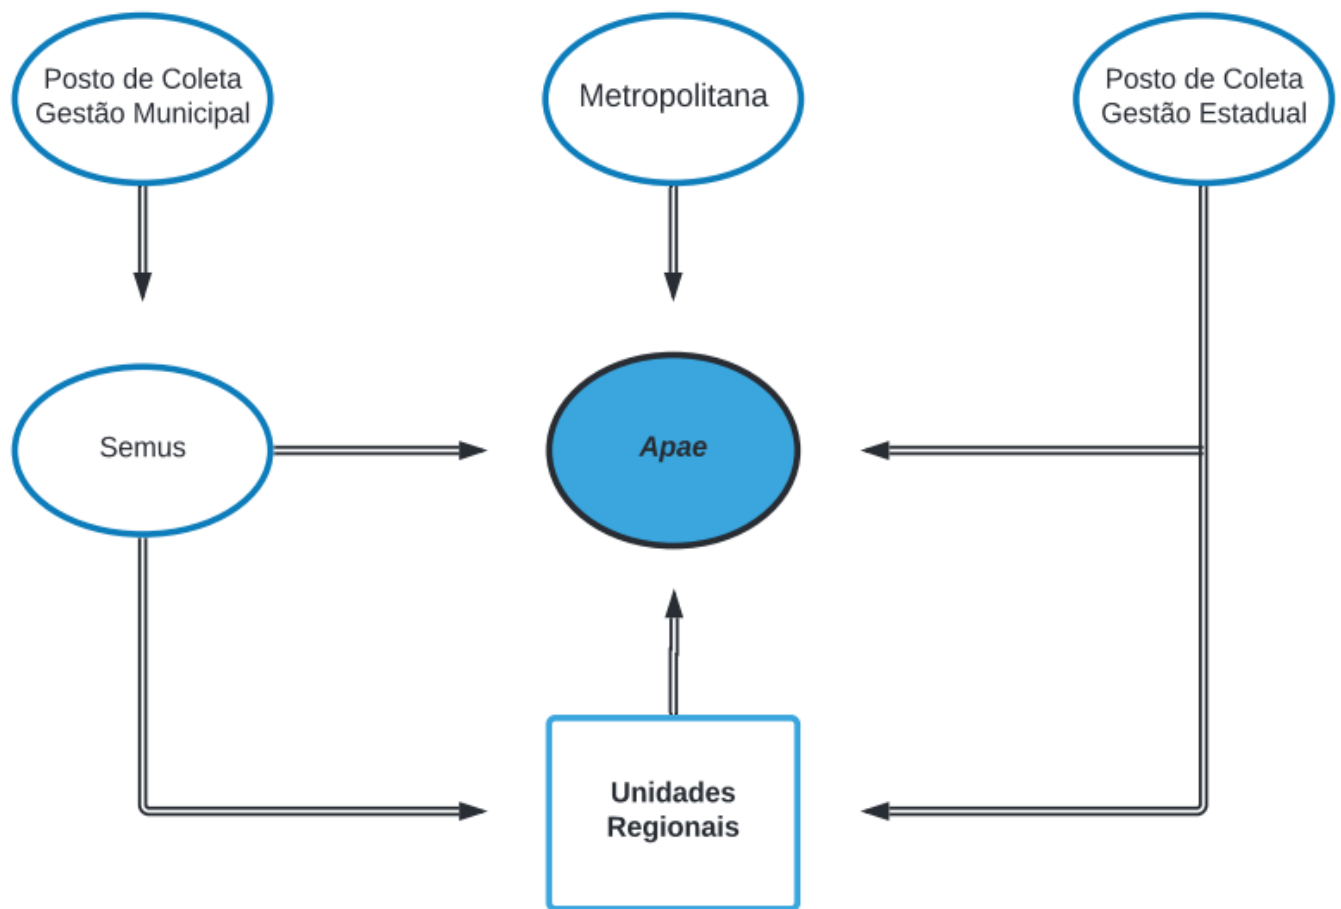 Posto de Coleta
Gestão Municipal
Metropolitana
Posto de Coleta
Gestão Estadual
Semus
Apae
Unidades
Regionais